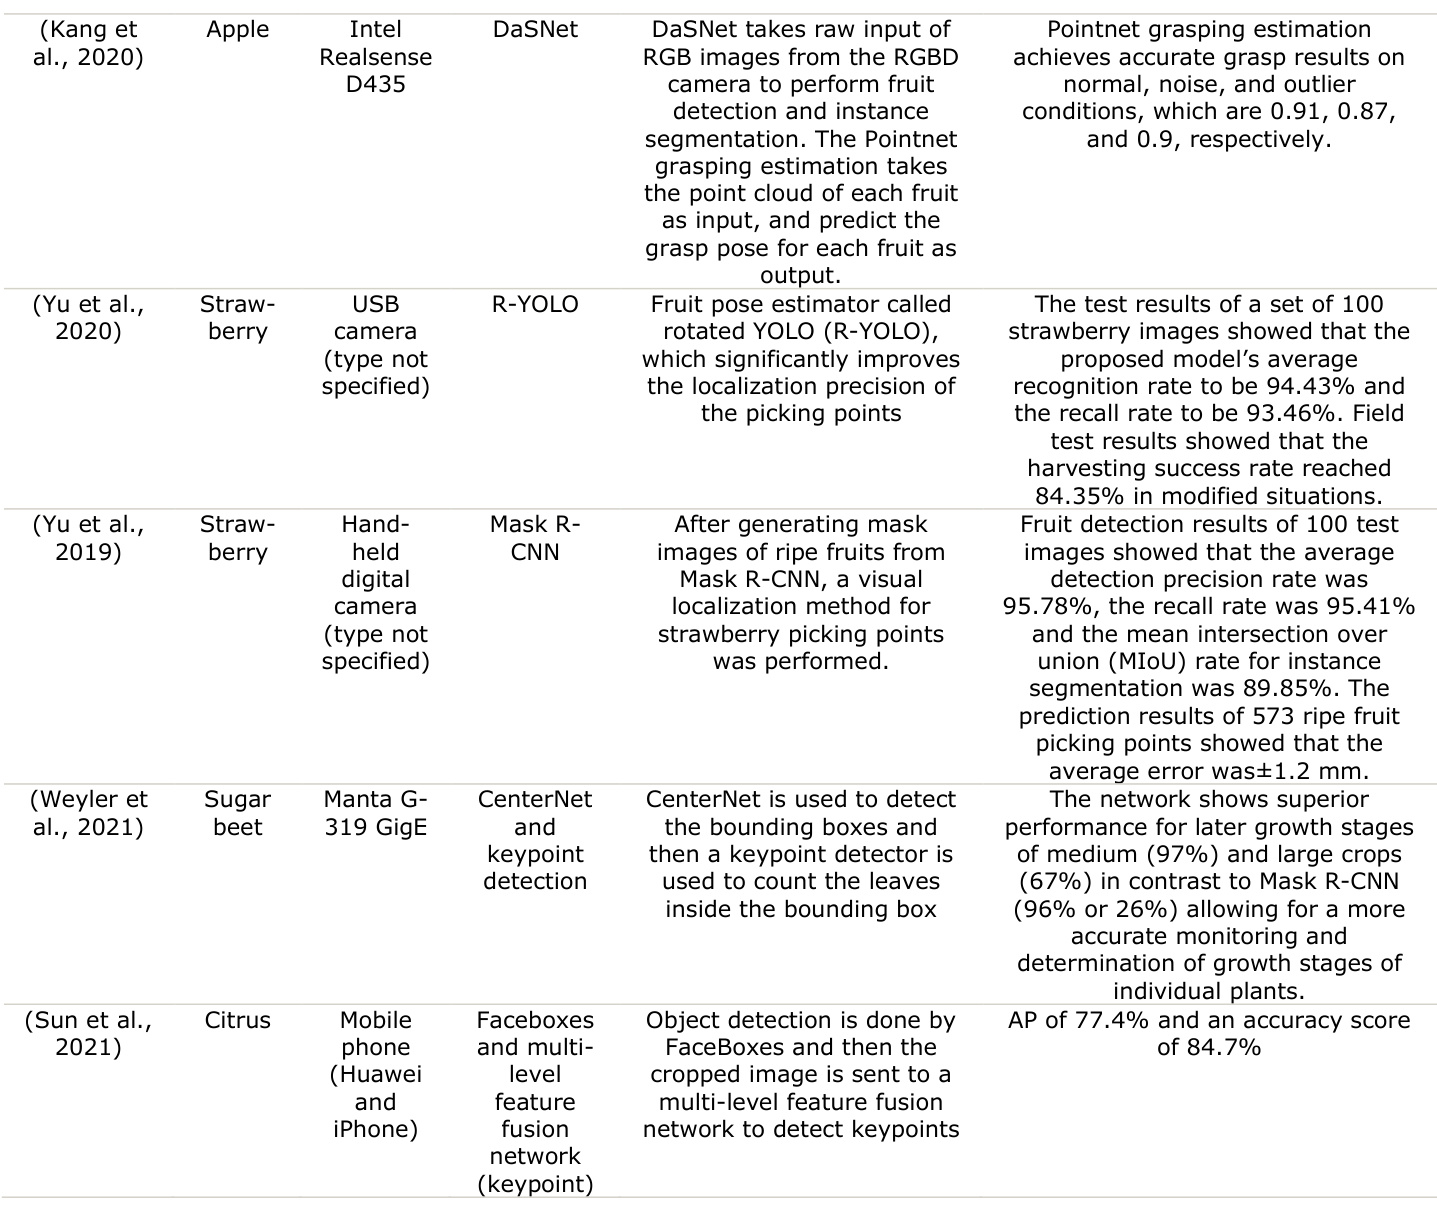 (Kang et
al., 2020)
Apple
Intel
Realsense
D435
DaSNet
DaSNet takes raw input of
RGB images from the RGBD
camera to perform fruit
detection and instance
segmentation. The Pointnet
grasping estimation takes
the point cloud of each fruit
as input, and predict the
grasp pose for each fruit as
output.
Pointnet grasping estimation
achieves accurate grasp results on
normal, noise, and outlier
conditions, which are 0.91, 0.87,
and 0.9, respectively.
(Yu et al.,
2020)
Straw-
berry
USB
camera
(type not
specified)
R-YOLO
Fruit pose estimator called
rotated YOLO (R-YOLO),
which significantly improves
the localization precision of
the picking points
The test results of a set of 100
strawberry images showed that the
proposed model’s average
recognition rate to be 94.43% and
the recall rate to be 93.46%. Field
test results showed that the
harvesting success rate reached
84.35% in modified situations.
(Yu et al.,
2019)
Straw-
berry
Hand-
held
digital
camera
(type not
specified)
Mask R-
CNN
After generating mask
images of ripe fruits from
Mask R-CNN, a visual
localization method for
strawberry picking points
was performed.
Fruit detection results of 100 test
images showed that the average
detection precision rate was
95.78%, the recall rate was 95.41%
and the mean intersection over
union (MIoU) rate for instance
segmentation was 89.85%. The
prediction results of 573 ripe fruit
picking points showed that the
average error was±1.2 mm.
(Weyler et
al., 2021)
Sugar
beet
Manta G-
319 GigE
CenterNet
and
keypoint
detection
CenterNet is used to detect
the bounding boxes and
then a keypoint detector is
used to count the leaves
inside the bounding box
The network shows superior
performance for later growth stages
of medium (97%) and large crops
(67%) in contrast to Mask R-CNN
(96% or 26%) allowing for a more
accurate monitoring and
determination of growth stages of
individual plants.
(Sun et al.,
2021)
Citrus
Mobile
phone
(Huawei
and
iPhone)
Faceboxes
and multi-
level
feature
fusion
network
(keypoint)
Object detection is done by
FaceBoxes and then the
cropped image is sent to a
multi-level feature fusion
network to detect keypoints
AP of 77.4% and an accuracy score
of 84.7%